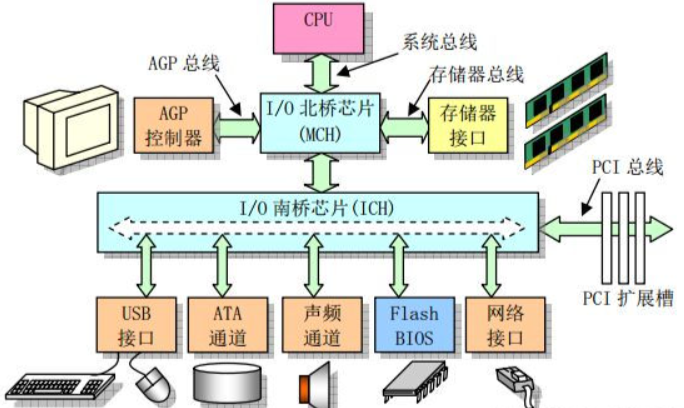 CPU
系统总线
AGP 总线
存储器总线
AGP
控制器
I/O 北桥芯片
(MCH)
存储器
接口
PCI 总线
I/O 南桥芯片(ICH)
PCI 扩展槽
USB
接口
ATA
通道
声频
通道
Flash
BIOS
网络
接口